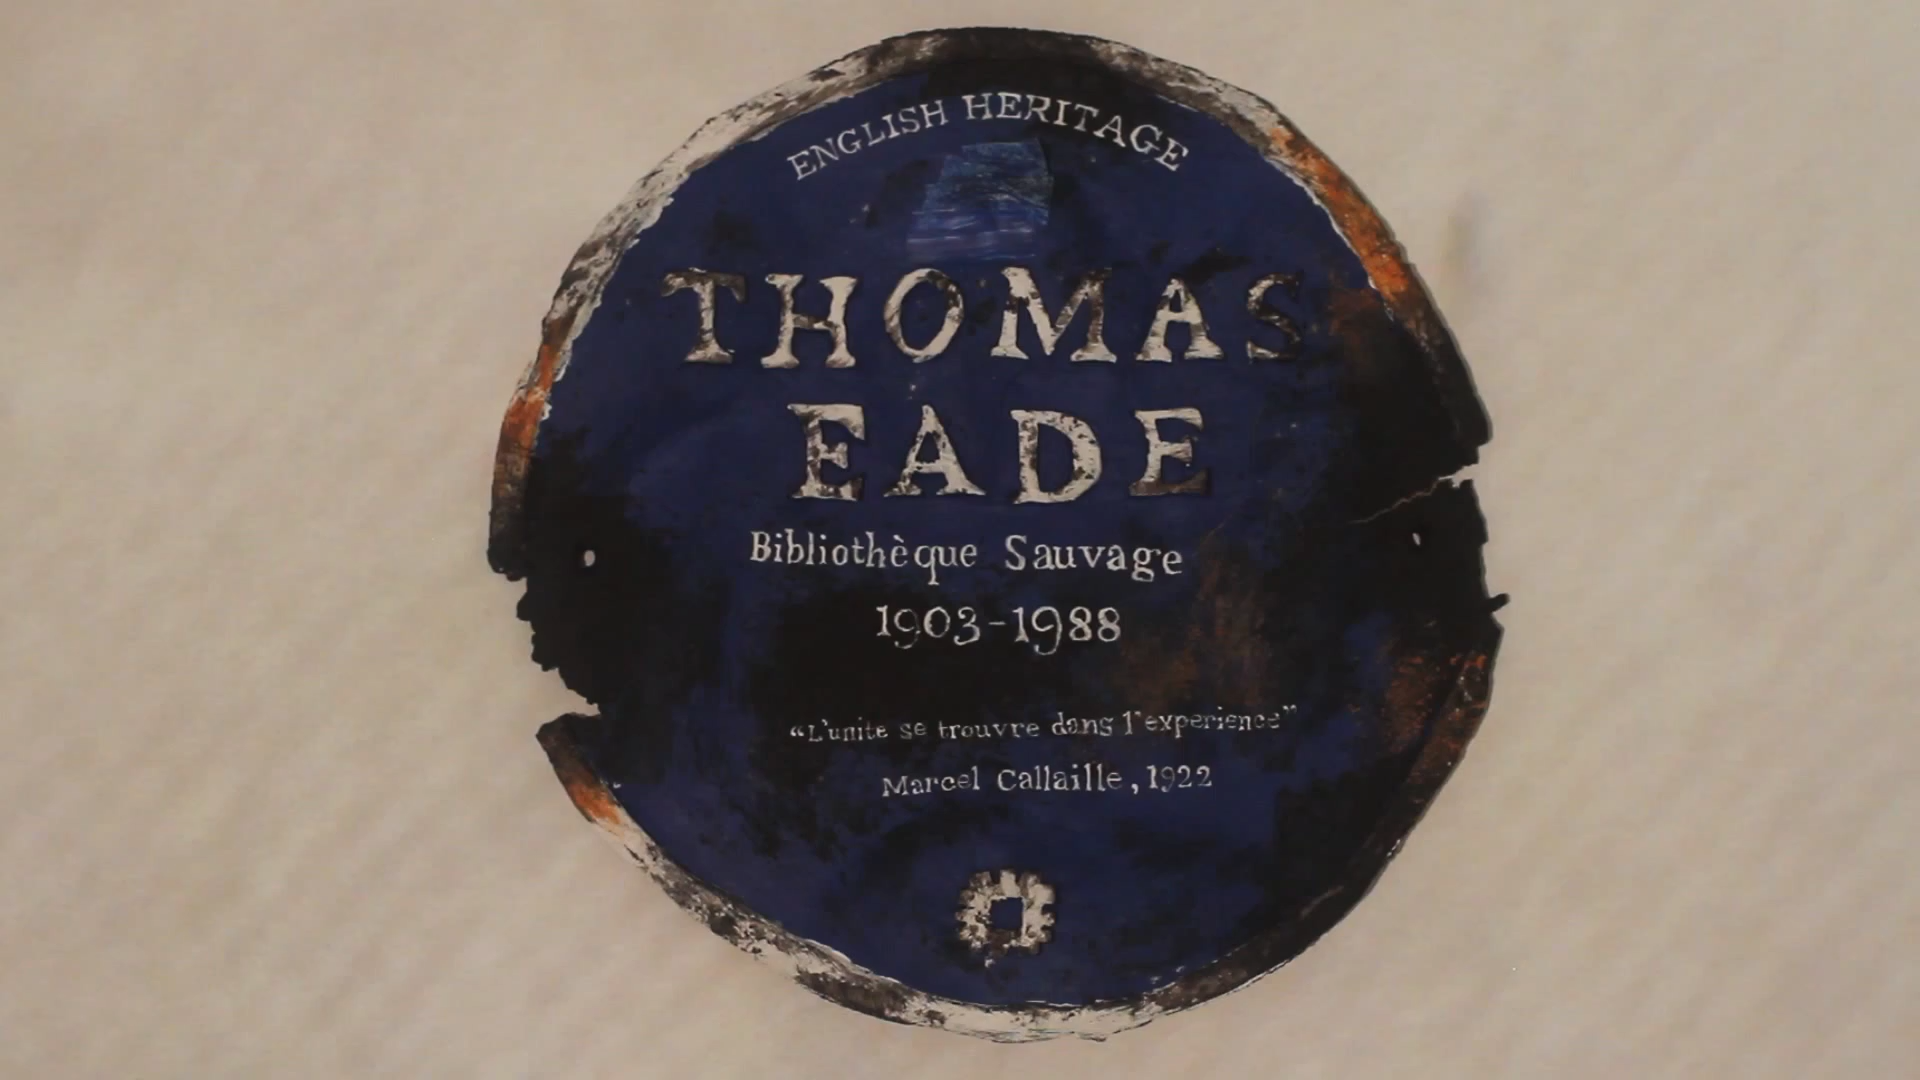 ENGLISH HERITAGE
THOMAS
EADE
Bibliothèque Sauvage
1903-1988
“L'unite se trouvre dans l'experience”
Marcel Callaille, 1922